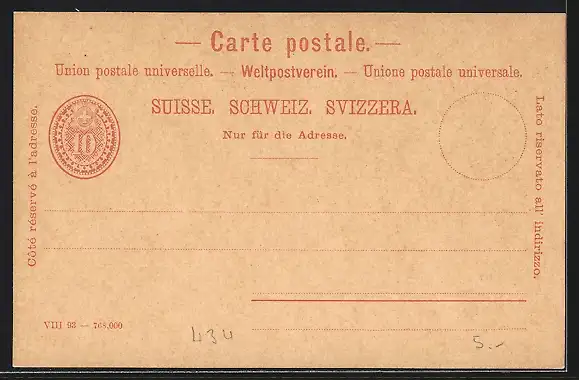 — Carte postale. —
Union postale universelle. — Weltpostverein. — Unione postale universale.
SUISSE. SCHWEIZ. SVIZZERA.
Nur für die Adresse.
Côté réservé à l'adresse.
10
Lato riservato all' indirizzo.
VIII 93 — 768,000
434
5.-